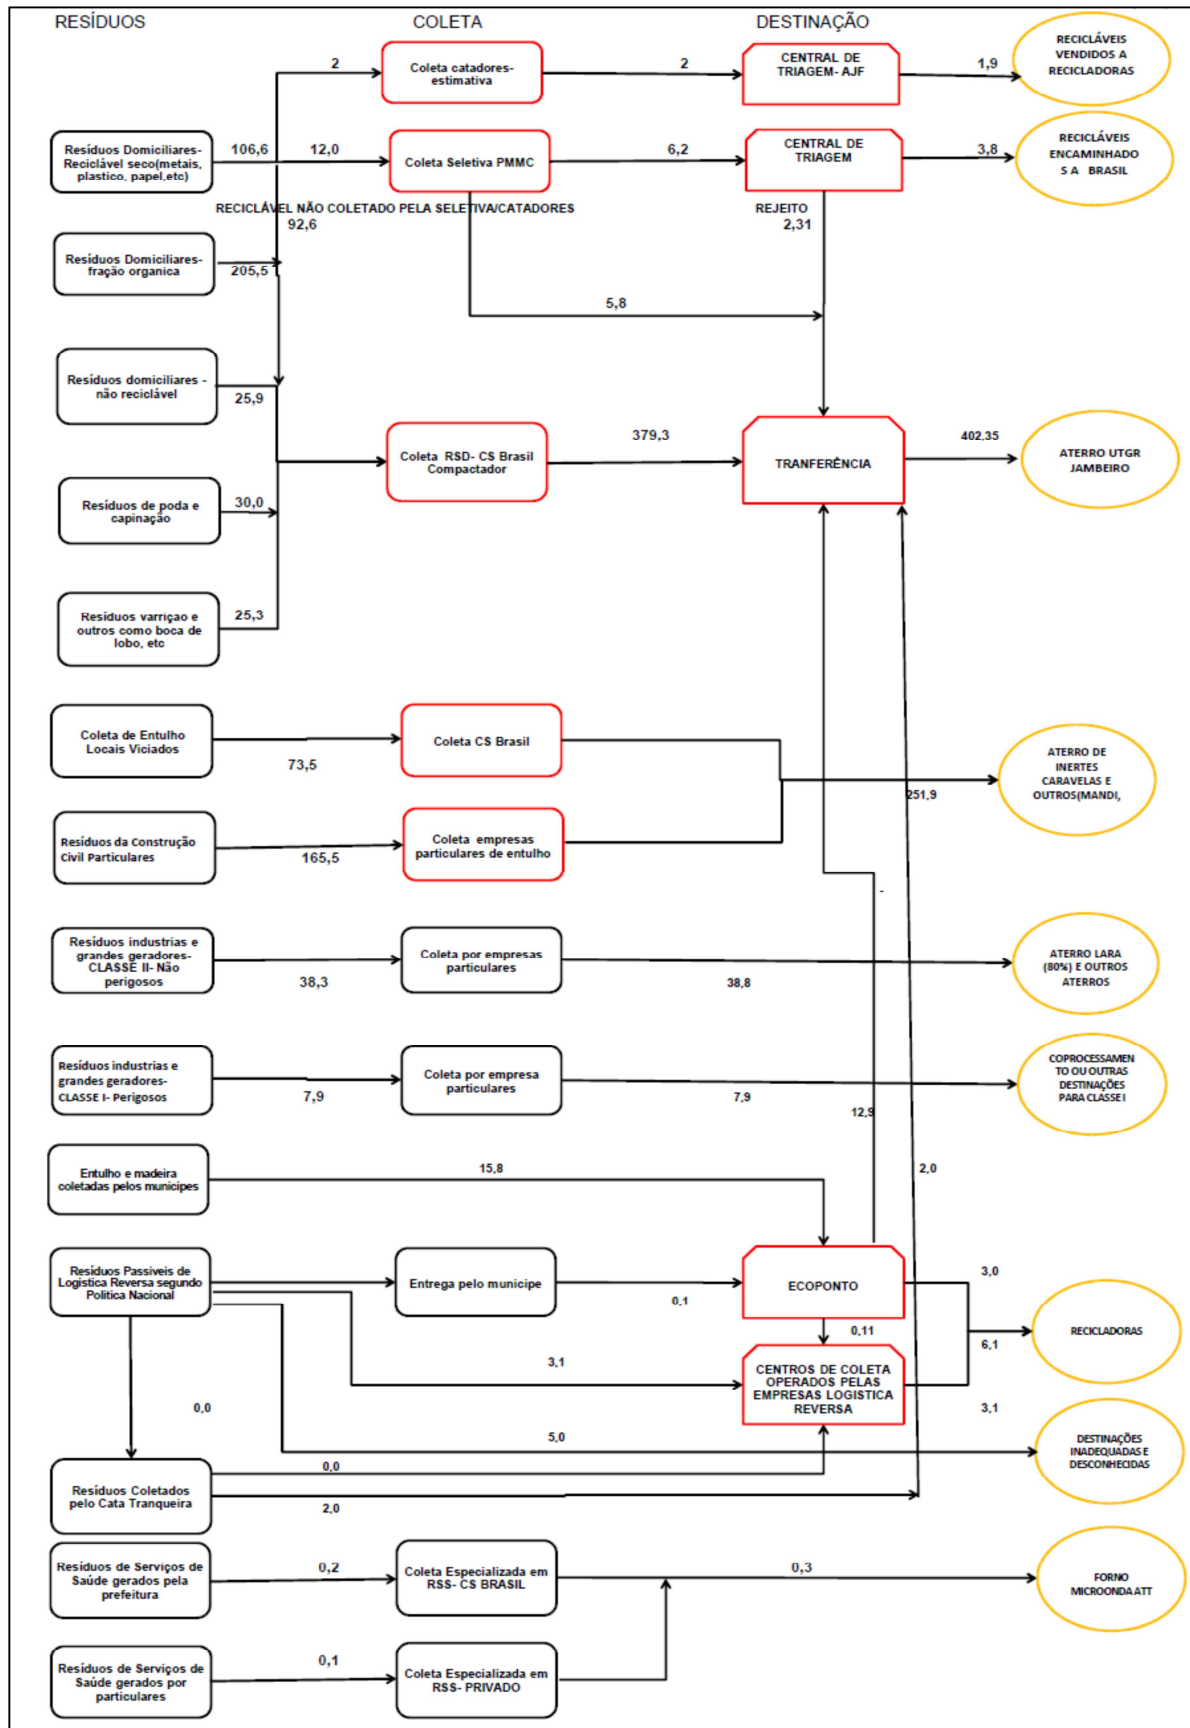 RESÍDUOS
COLETA
DESTINAÇÃO
2
Coleta catadores-
estimativa
2
CENTRAL DE
TRIAGEM- AJF
1,9
RECICLÁVEIS
VENDIDOS A
RECICLADORAS
Resíduos Domiciliares-
Reciclável seco(metais,
plastico, papel,etc)
106,6
12,0
Coleta Seletiva PMMC
6,2
CENTRAL DE
TRIAGEM
3,8
RECICLÁVEIS
ENCAMINHADO
S A BRASIL
RECICLÁVEL NÃO COLETADO PELA SELETIVA/CATADORES
92,6
REJEITO
2,31
Resíduos Domiciliares-
fração organica
205,5
5,8
Resíduos domiciliares -
não reciclável
25,9
Coleta RSD- CS Brasil
Compactador
379,3
TRANFERÊNCIA
402,35
ATERRO UTGR
JAMBEIRO
Resíduos de poda e
capinação
30,0
Resíduos varriçao e
outros como boca de
lobo, etc
25,3
Coleta de Entulho
Locais Viciados
73,5
Coleta CS Brasil
ATERRO DE
INERTES
CARAVELAS E
OUTROS(MANDI,
251,9
Resíduos da Construção
Civil Particulares
165,5
Coleta empresas
particulares de entulho
-
Resíduos industrias e
grandes geradores-
CLASSE II- Não
perigosos
38,3
Coleta por empresas
particulares
38,8
ATERRO LARA
(80%) E OUTROS
ATERROS
Resíduos industrias e
grandes geradores-
CLASSE I- Perigosos
7,9
Coleta por empresa
particulares
7,9
COPROCESSAMEN
TO OU OUTRAS
DESTINAÇÕES
PARA CLASSE I
12,9
Entulho e madeira
coletadas pelos municipes
15,8
2,0
Resíduos Passiveis de
Logistica Reversa segundo
Politica Nacional
Entrega pelo municipe
0,1
ECOPONTO
3,0
0,11
RECICLADORAS
6,1
3,1
CENTROS DE COLETA
OPERADOS PELAS
EMPRESAS LOGISTICA
REVERSA
3,1
0,0
5,0
DESTINAÇÕES
INADEQUADAS E
DESCONHECIDAS
0,0
Resíduos Coletados
pelo Cata Tranqueira
2,0
Resíduos de Serviços de
Saúde gerados pela
prefeitura
0,2
Coleta Especializada em
RSS- CS BRASIL
0,3
FORNO
MICROONDA ATT
Resíduos de Serviços de
Saúde gerados por
particulares
0,1
Coleta Especializada em
RSS- PRIVADO